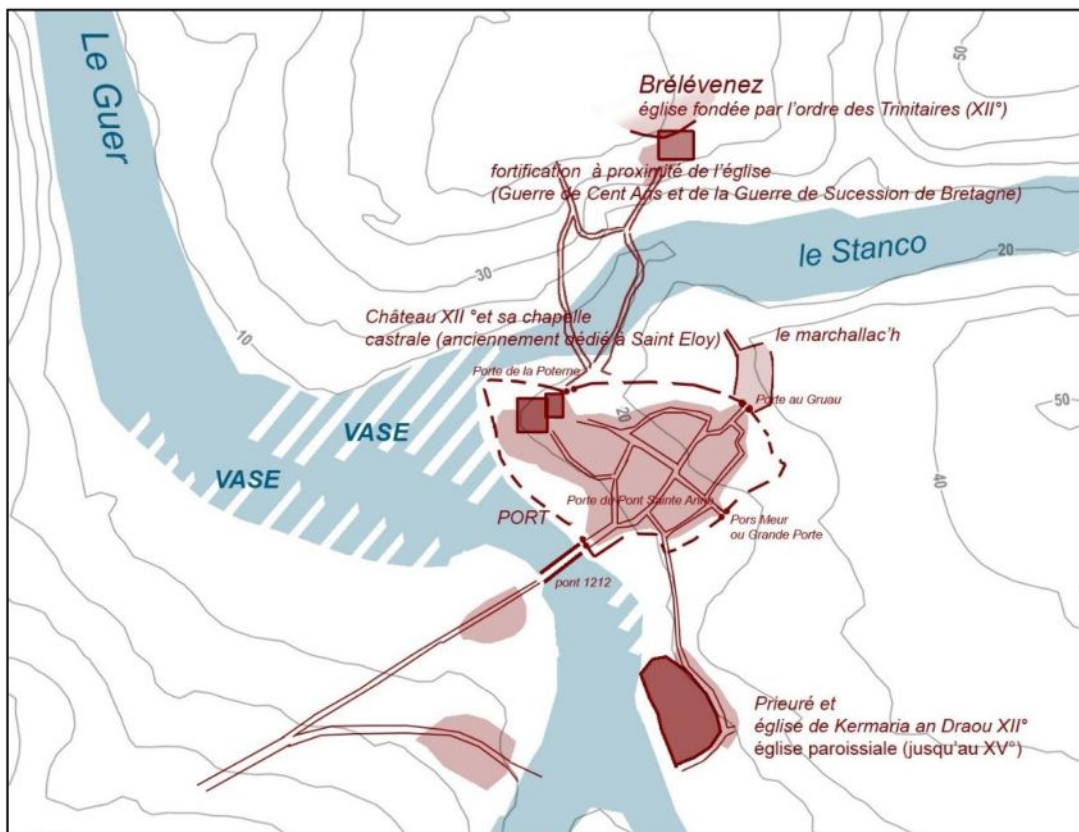 Le Guer
50
Brélévenez
église fondée par l'ordre des Trinitaires (XII°)
fortification à proximité de l'église
(Guerre de Cent Ans et de la Guerre de Sucession de Bretagne)
le Stanco
20
30
10
Château XII °et sa chapelle
castrale (anciennement dédié à Saint Eloy)
le marchallac'h
Porte de la Poterne
Porte au Gruau
20
50
VASE
VASE
40
Porte du Pont Sainte Anne
PORT
Pors Meur
ou Grande Porte
pont 1212
Prieuré et
église de Kermaria an Draou XII°
église paroissiale (jusqu'au XV°)